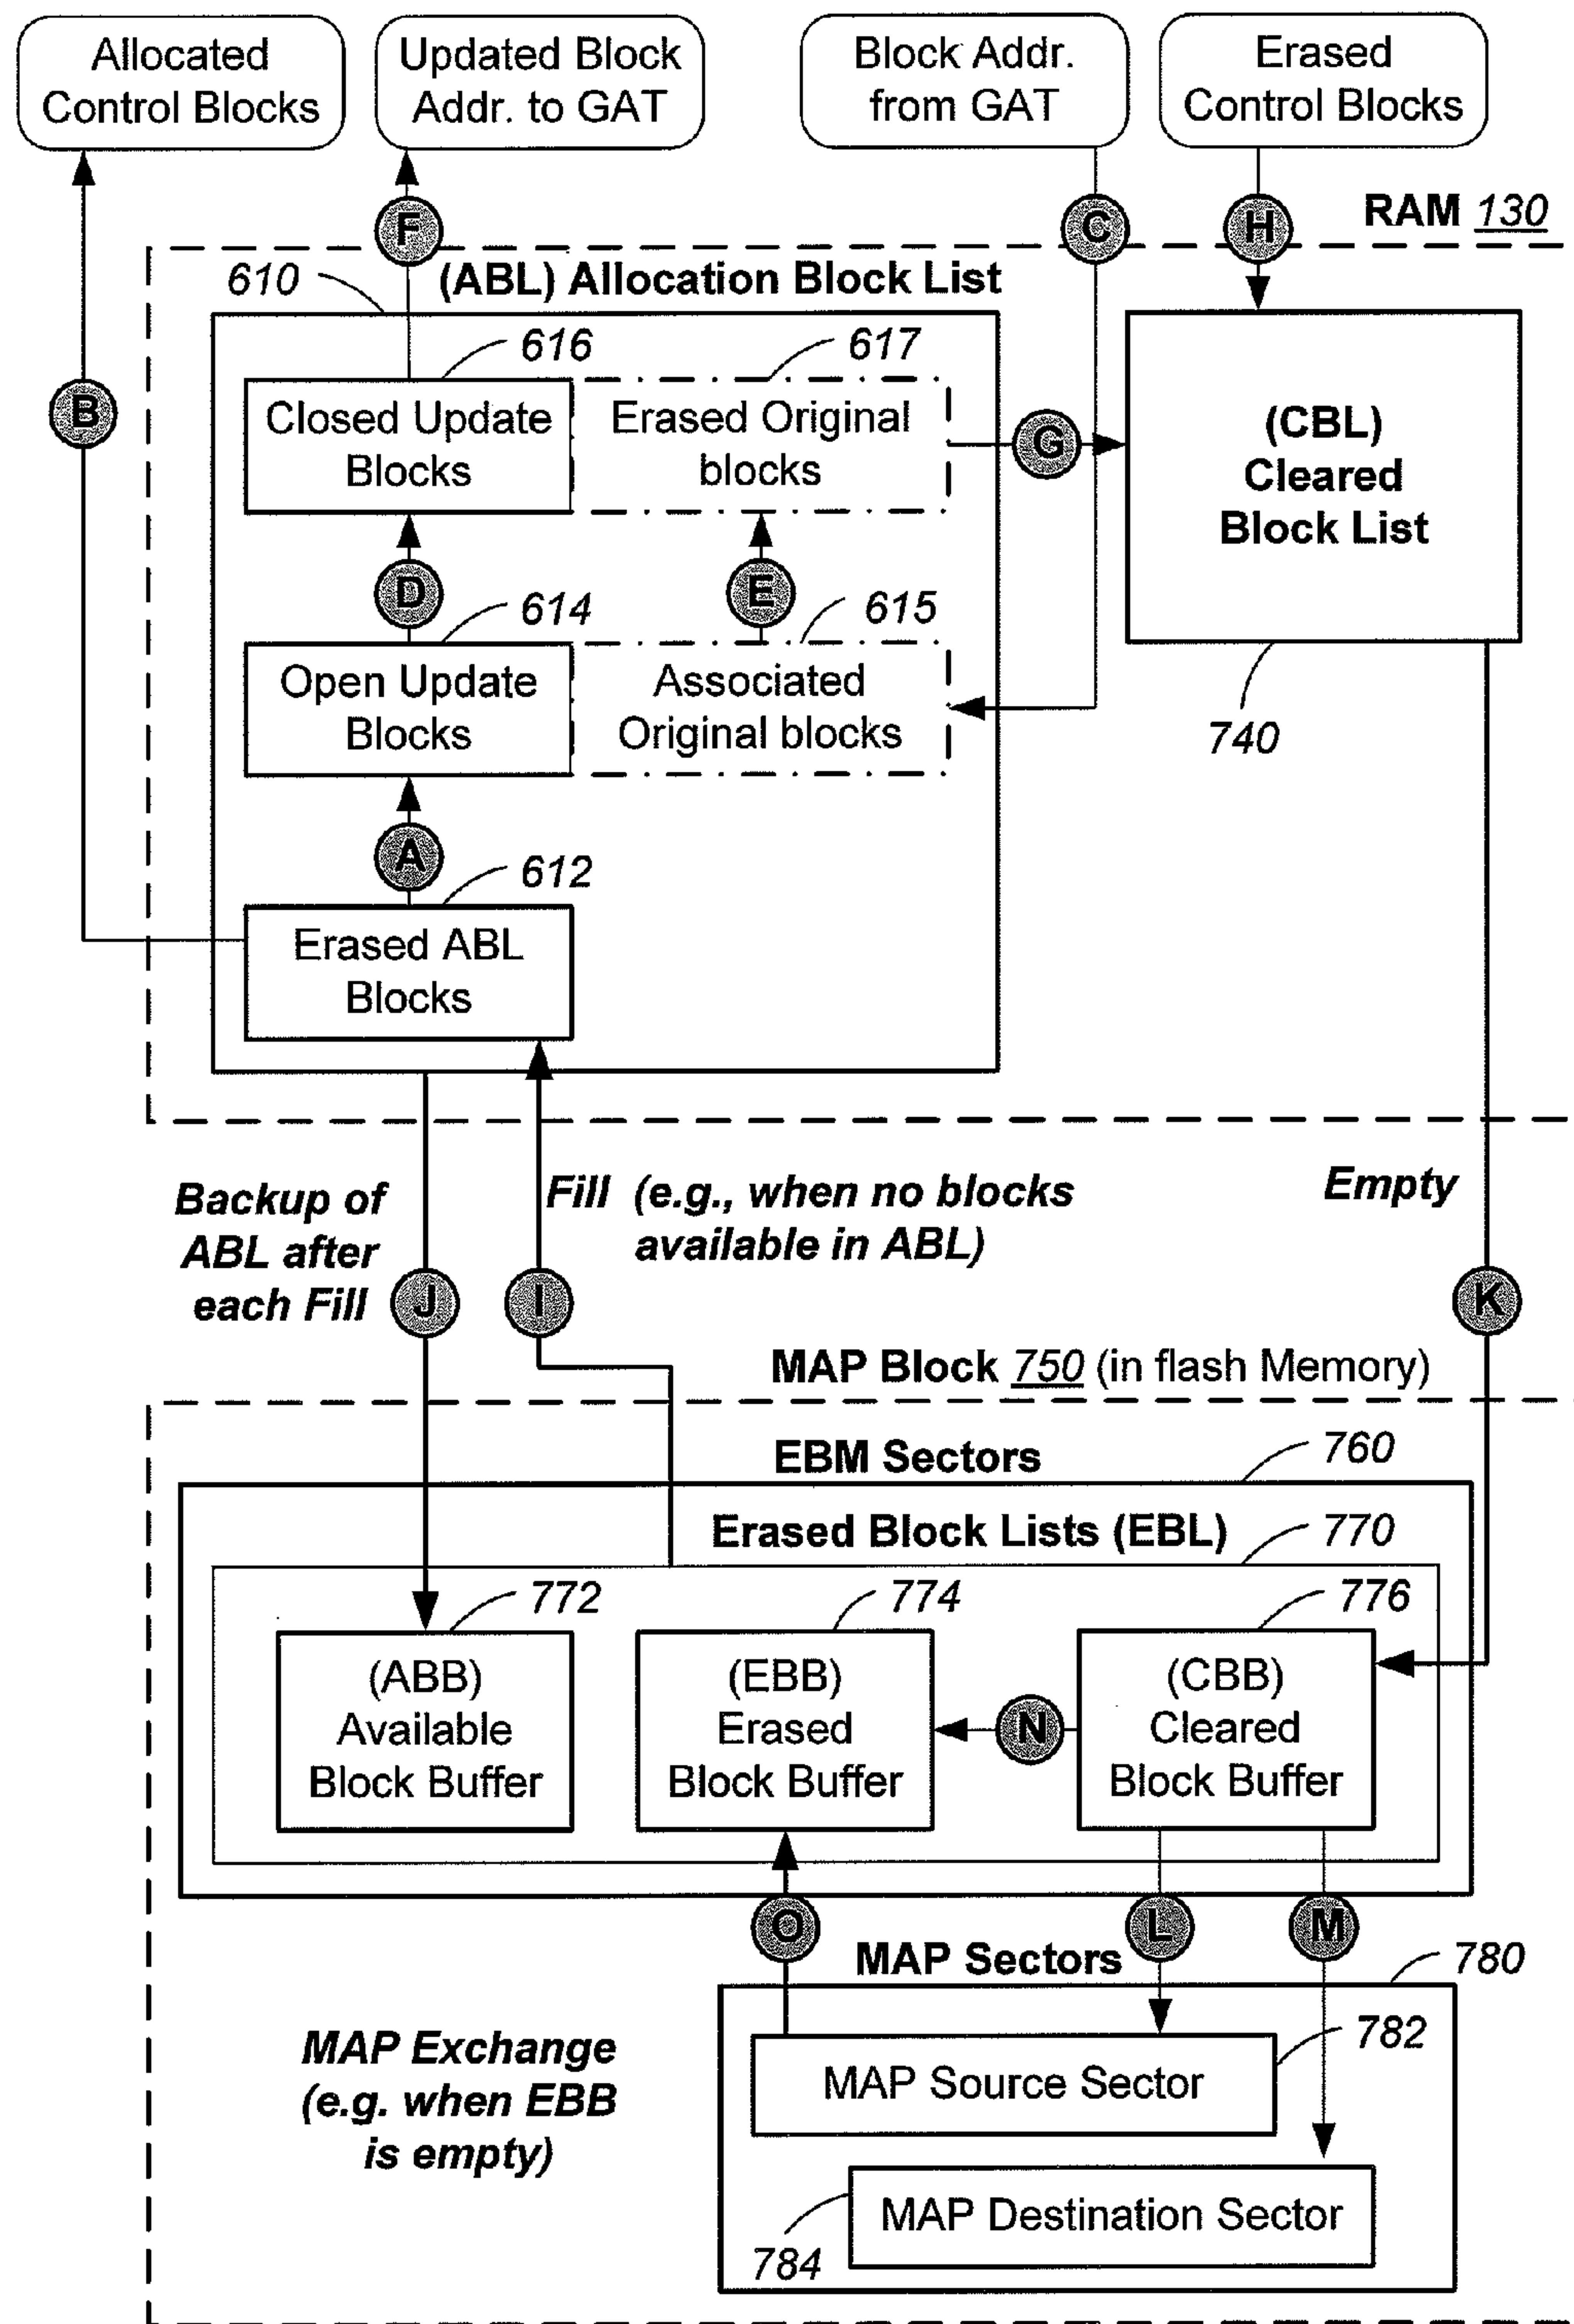 Allocated
Control Blocks
Updated Block
Addr. to GAT
Block Addr.
from GAT
Erased
Control Blocks
F
C
H
RAM 130
610
(ABL) Allocation Block List
616
617
B
Closed Update
Blocks
Erased Original
blocks
G
(CBL)
Cleared
Block List
D
E
614
615
Open Update
Blocks
Associated
Original blocks
740
A
612
Erased ABL
Blocks
Backup of
ABL after
each Fill
J
I
Fill (e.g., when no blocks
available in ABL)
Empty
K
MAP Block 750 (in flash Memory)
EBM Sectors
760
Erased Block Lists (EBL)
770
772
774
776
(ABB)
Available
Block Buffer
(EBB)
Erased
Block Buffer
N
(CBB)
Cleared
Block Buffer
O
L
M
MAP Sectors
780
MAP Exchange
(e.g. when EBB
is empty)
782
MAP Source Sector
MAP Destination Sector
784